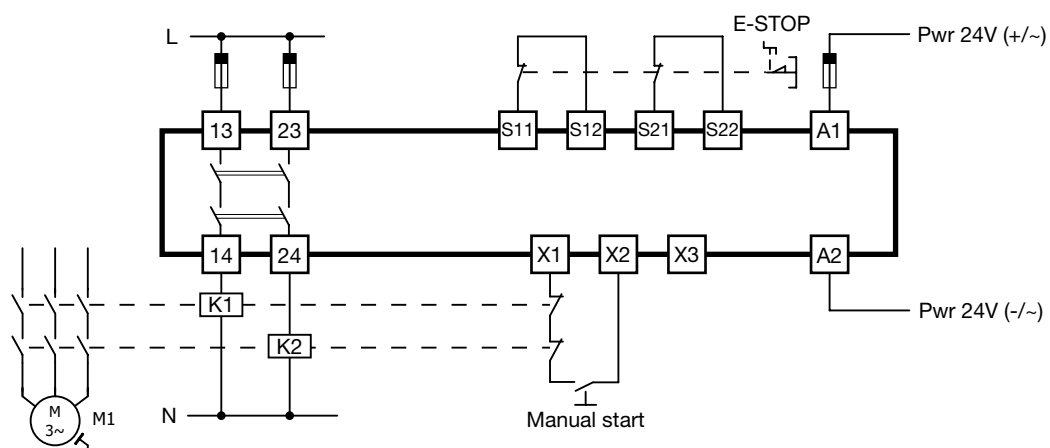 E-STOP
L
Pwr 24V (+/~)
13
23
S11
S12
S21
S22
A1
14
24
X1
X2
X3
A2
K1
Pwr 24V (-/~)
K2
N
Manual start
M
3~
M1